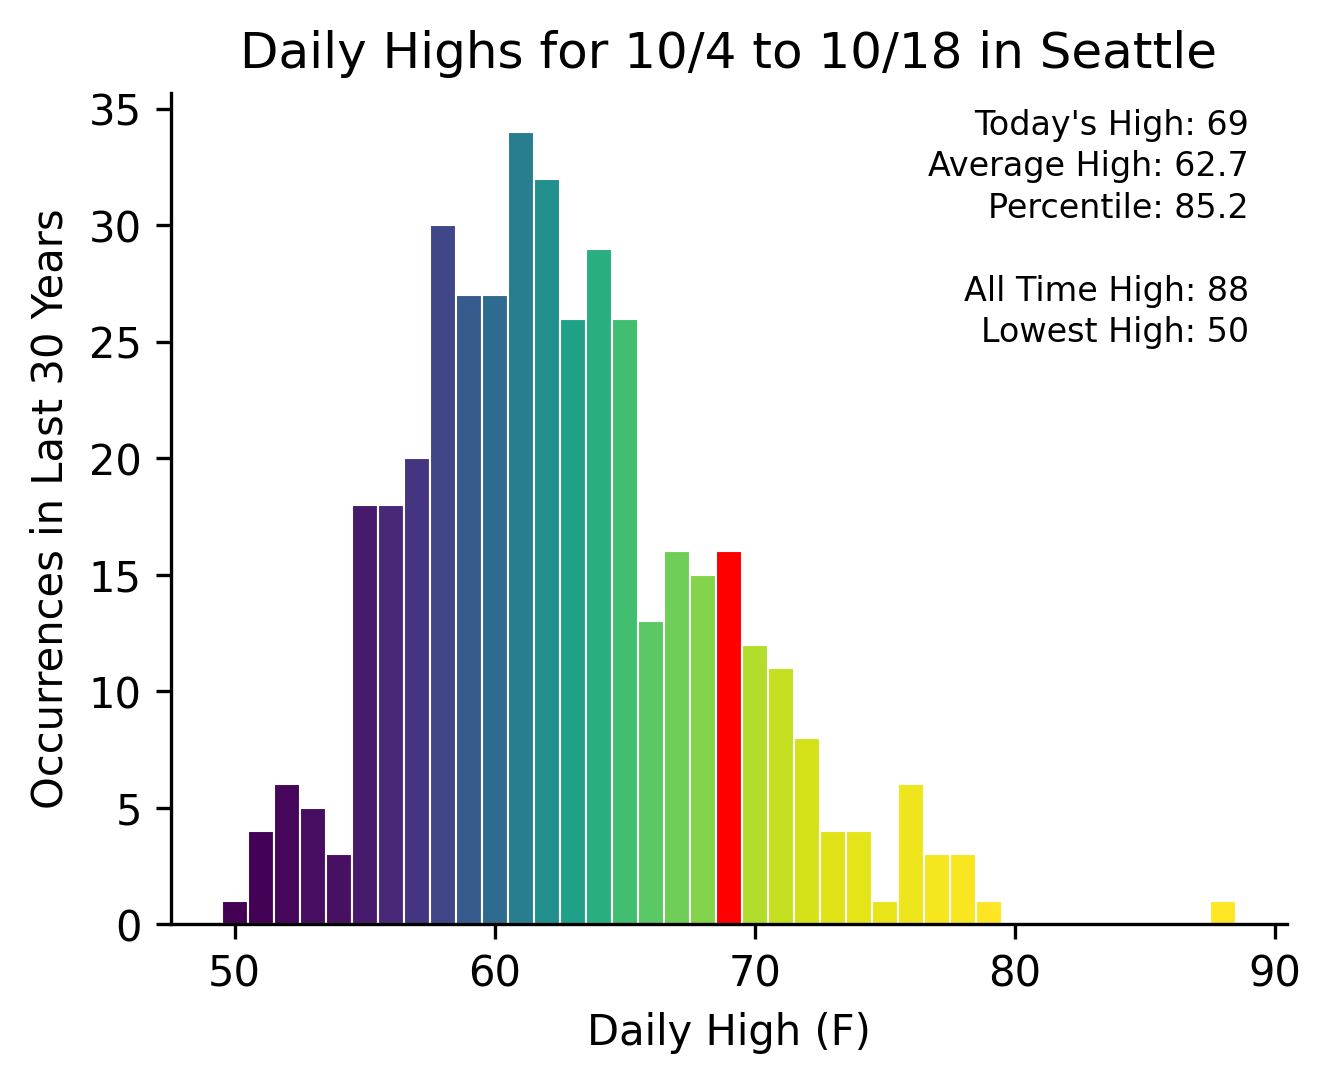 Daily Highs for 10/4 to 10/18 in Seattle
Today's High: 69
Average High: 62.7
Percentile: 85.2
All Time High: 88
Lowest High: 50
Occurrences in Last 30 Years
35
30
25
20
15
10
5
0
50 60 70 80 90
Daily High (F)